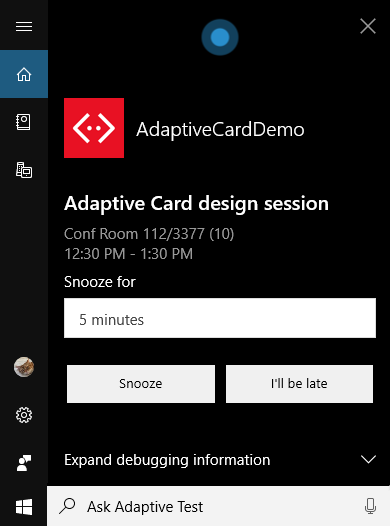 AdaptiveCardDemo
Adaptive Card design session
Conf Room 112/3377 (10)
12:30 PM - 1:30 PM
Snooze for
5 minutes
Snooze
I'll be late
Expand debugging information
Ask Adaptive Test